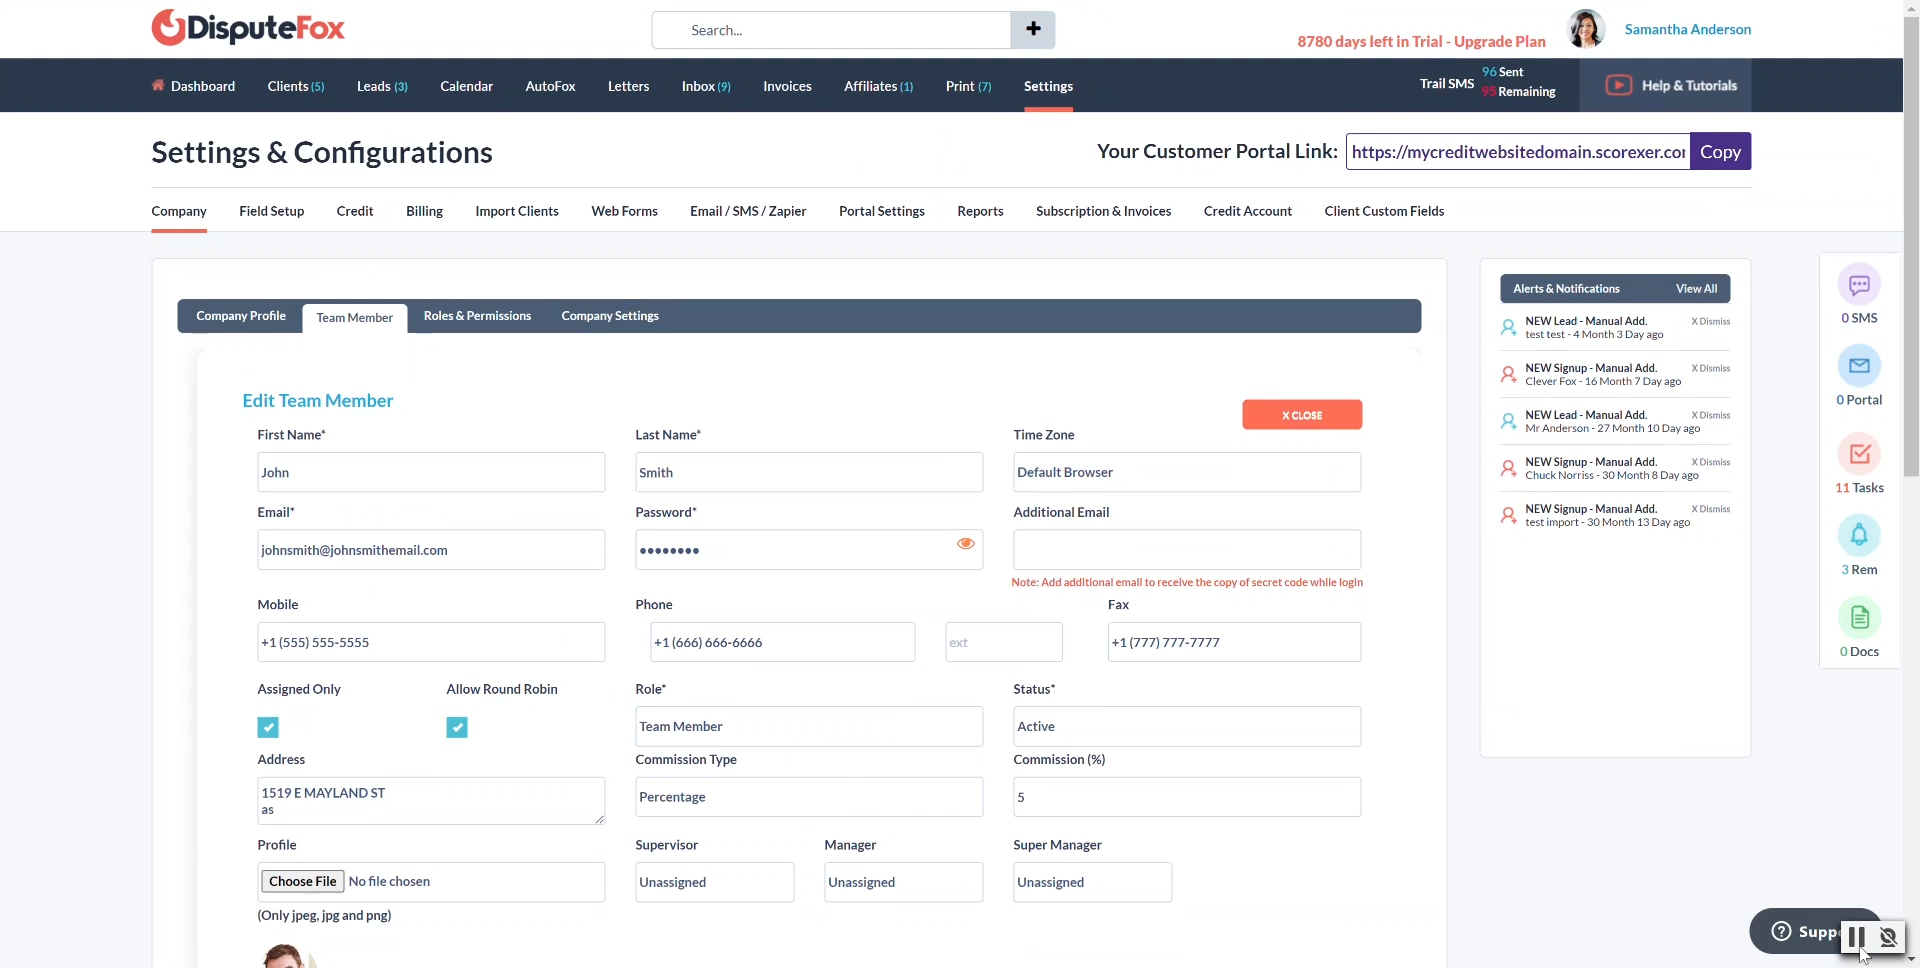 DisputeFox
Search...
8780 days left in Trial - Upgrade Plan
Samantha Anderson
Dashboard
Clients (5)
Leads (3)
Calendar
AutoFox
Letters
Inbox (9)
Invoices
Affiliates (1)
Print (7)
Settings
Trail SMS
96 Sent
95 Remaining
Help & Tutorials
Settings & Configurations
Your Customer Portal Link:
https://mycreditwebsitedomain.scorexer.cor
Copy
Company
Field Setup
Credit
Billing
Import Clients
Web Forms
Email / SMS / Zapier
Portal Settings
Reports
Subscription & Invoices
Credit Account
Client Custom Fields
Company Profile
Team Member
Roles & Permissions
Company Settings
Edit Team Member
X CLOSE
First Name*
Last Name*
Time Zone
John
Smith
Default Browser
Email*
Password*
Additional Email
johnsmith@johnsmithemail.com
••••••••
Note: Add additional email to receive the copy of secret code while login
Mobile
Phone
Fax
+1 (555) 555-5555
+1 (666) 666-6666
ext
+1 (777) 777-7777
Assigned Only
Allow Round Robin
Role*
Status*
Team Member
Active
Address
Commission Type
Commission (%)
1519 E MAYLAND ST
as
Percentage
5
Profile
Supervisor
Manager
Super Manager
Choose File No file chosen
Unassigned
Unassigned
Unassigned
(Only jpeg, jpg and png)
Alerts & Notifications
View All
NEW Lead - Manual Add.
X Dismiss
test test - 4 Month 3 Day ago
NEW Signup - Manual Add.
X Dismiss
Clever Fox - 16 Month 7 Day ago
NEW Lead - Manual Add.
X Dismiss
Mr Anderson - 27 Month 10 Day ago
NEW Signup - Manual Add.
X Dismiss
Chuck Norriss - 30 Month 8 Day ago
NEW Signup - Manual Add.
X Dismiss
test import - 30 Month 13 Day ago
0 SMS
0 Portal
11 Tasks
3 Rem
0 Docs